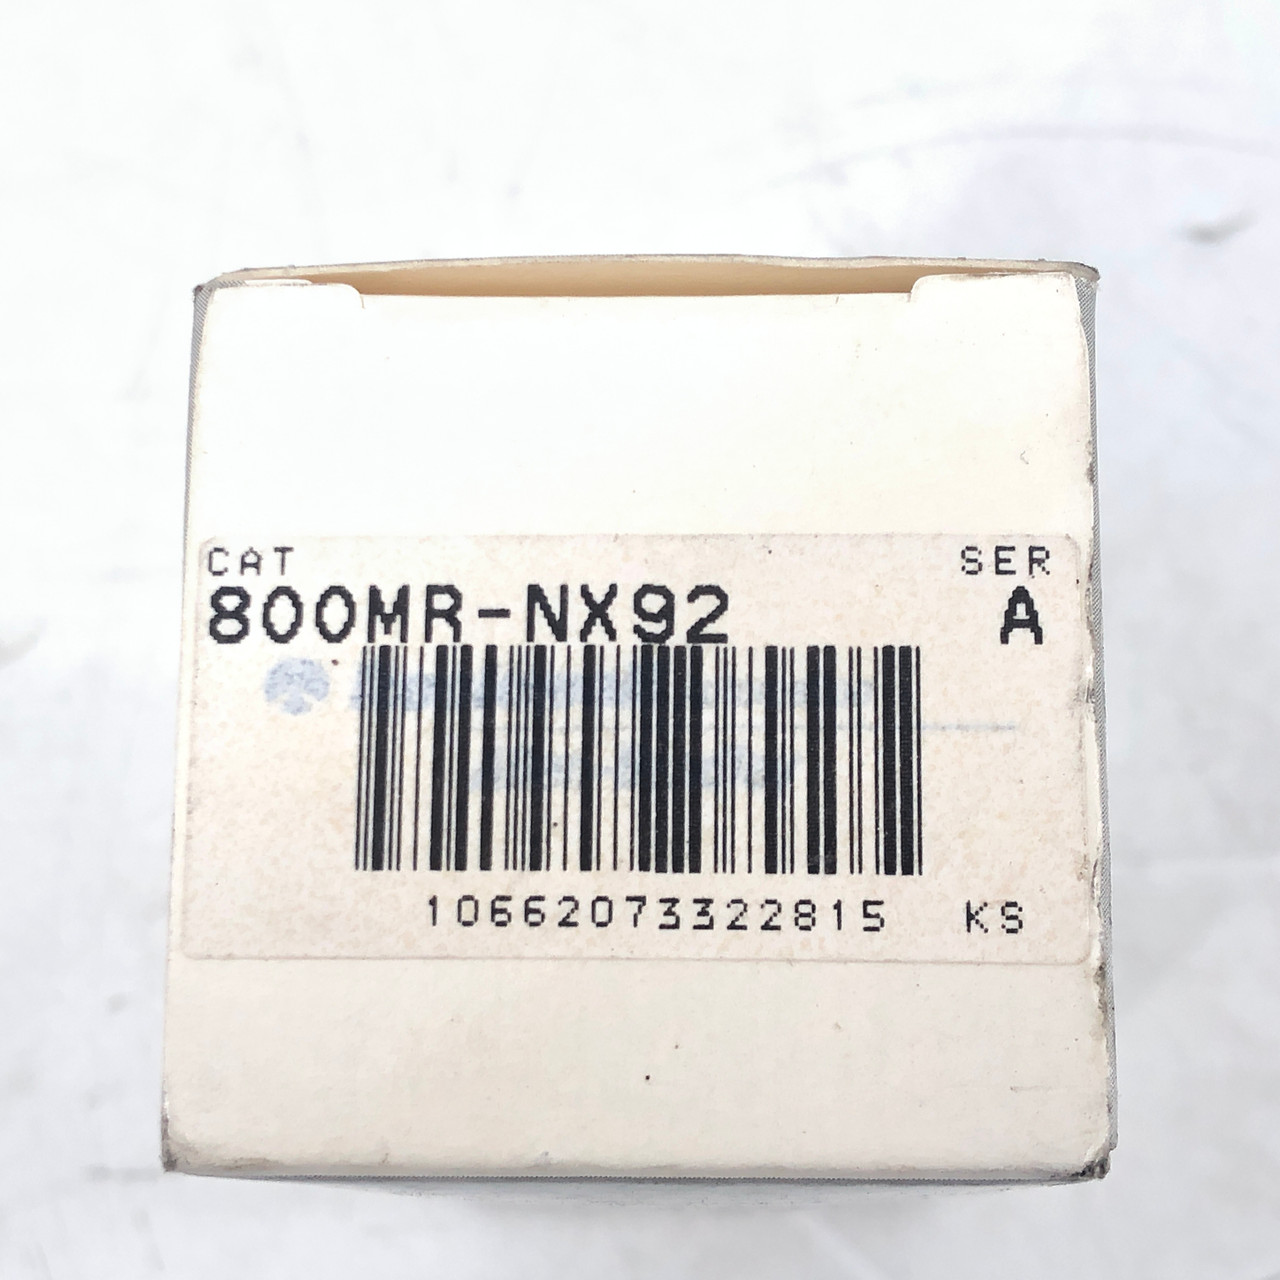 CAT SER
800MR-NX92 A
10662073322815 KS